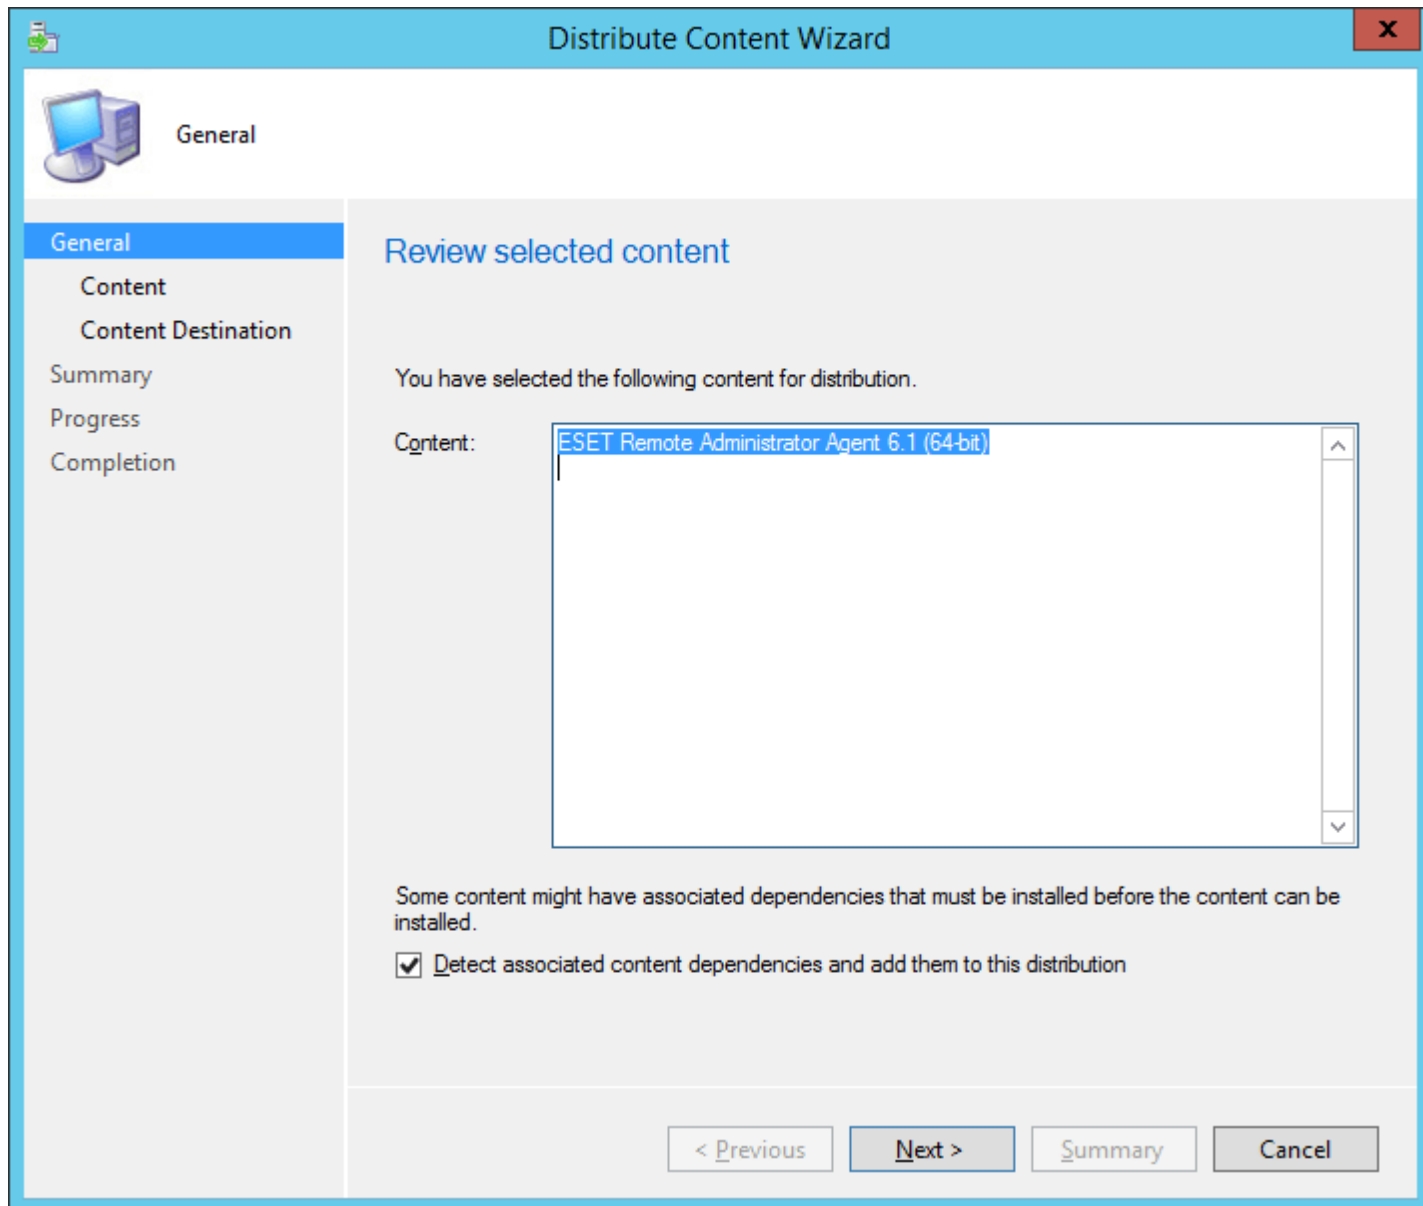 Distribute Content Wizard
x
General
General
Content
Content Destination
Summary
Progress
Completion
Review selected content
You have selected the following content for distribution.
Content:
ESET Remote Administrator Agent 6.1 (64-bit)
Some content might have associated dependencies that must be installed before the content can be
installed.
Detect associated content dependencies and add them to this distribution
< Previous
Next >
Summary
Cancel